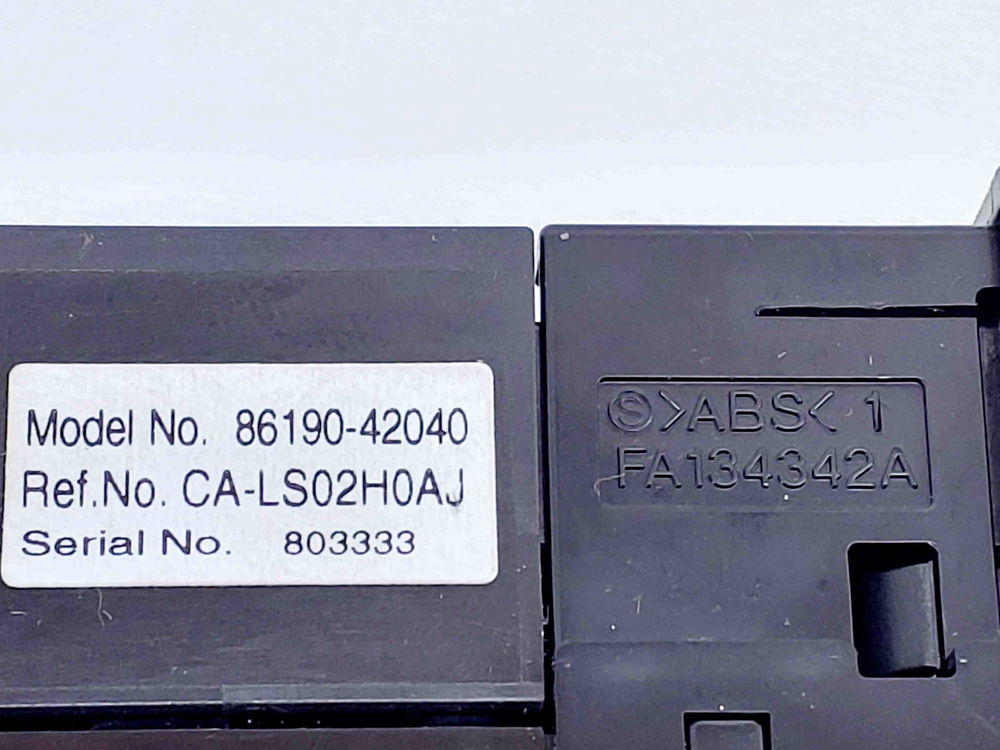 Model No. 86190-42040
Ref.No. CA-LS02H0AJ
Serial No. 803333
Ⓢ>ABS< 1
FA134342A